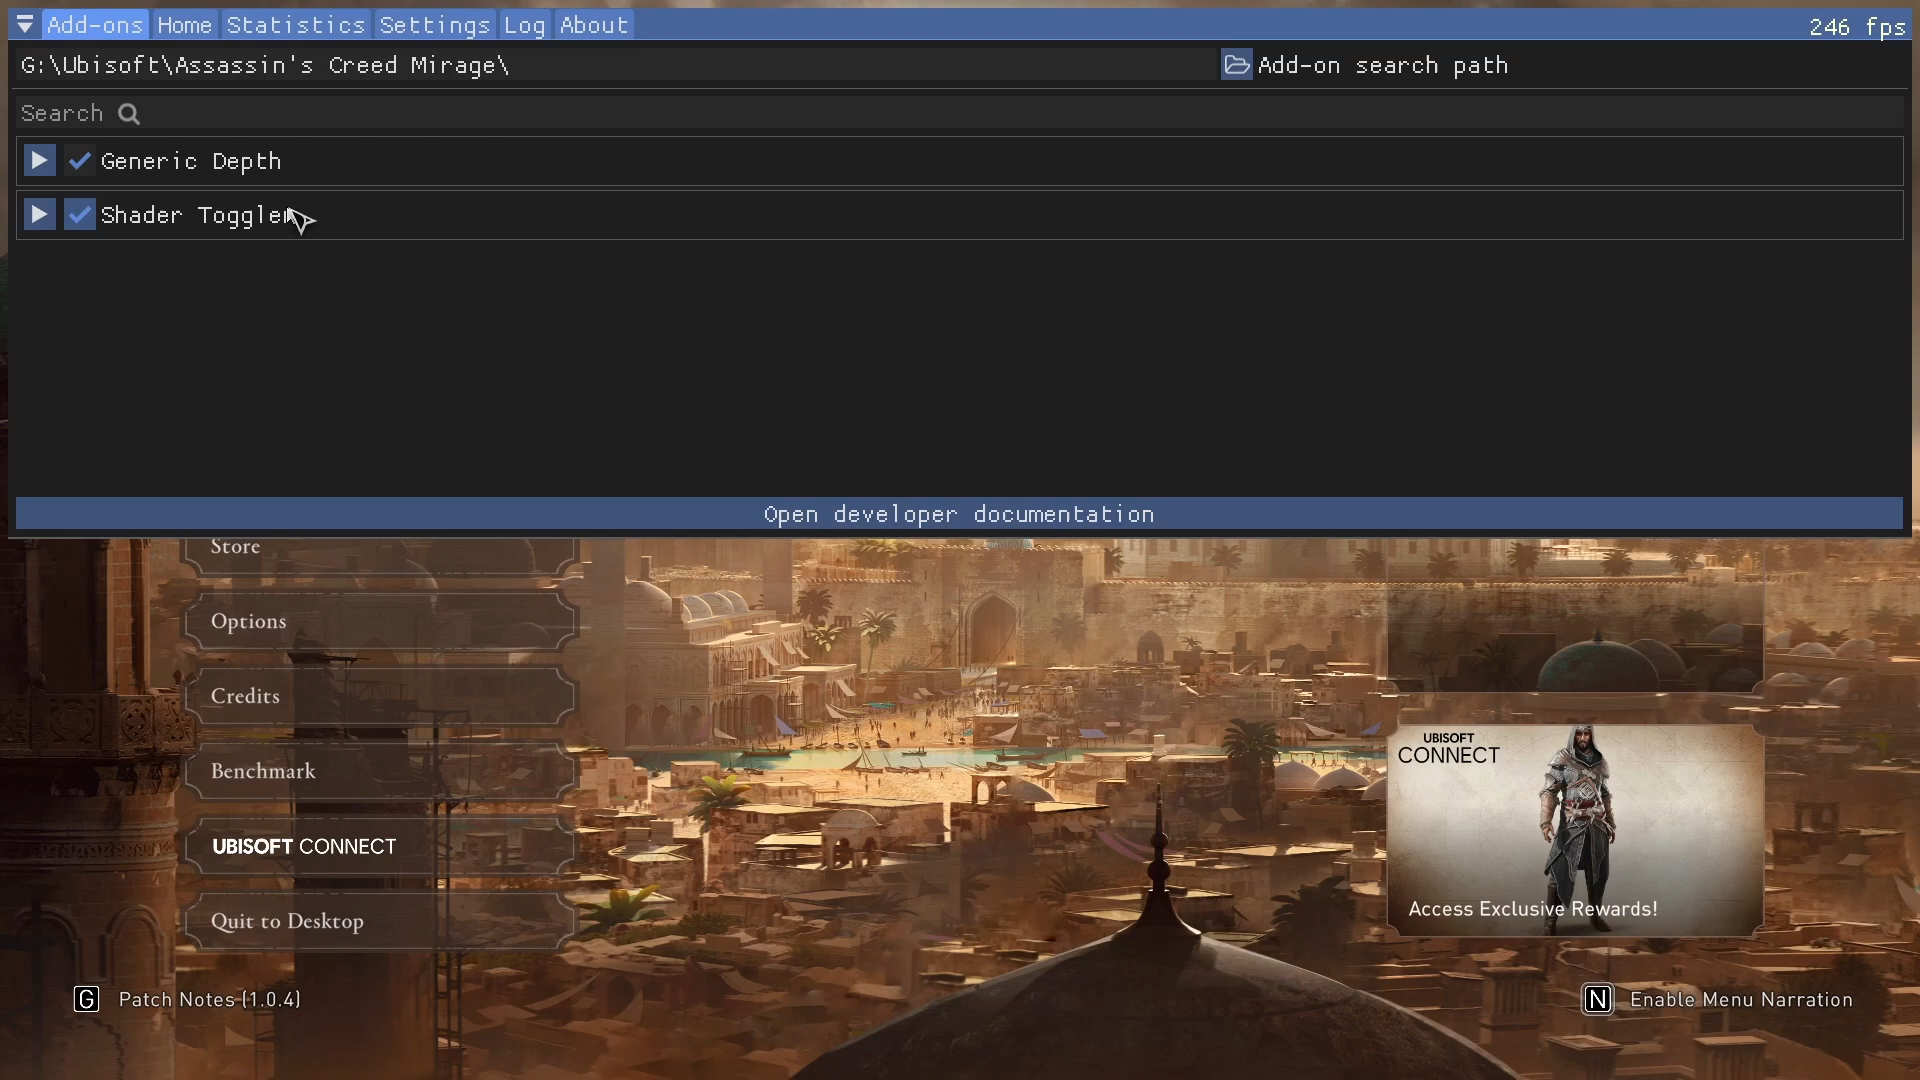 Add-ons Home Statistics Settings Log About 246 fps
G:\Ubisoft\Assassin's Creed Mirage\ Add-on search path
Search
Generic Depth
Shader Toggler
Open developer documentation
Store
Options
Credits
Benchmark
UBISOFT CONNECT
Quit to Desktop
UBISOFT
CONNECT
Access Exclusive Rewards!
G Patch Notes (1.0.4)
N Enable Menu Narration